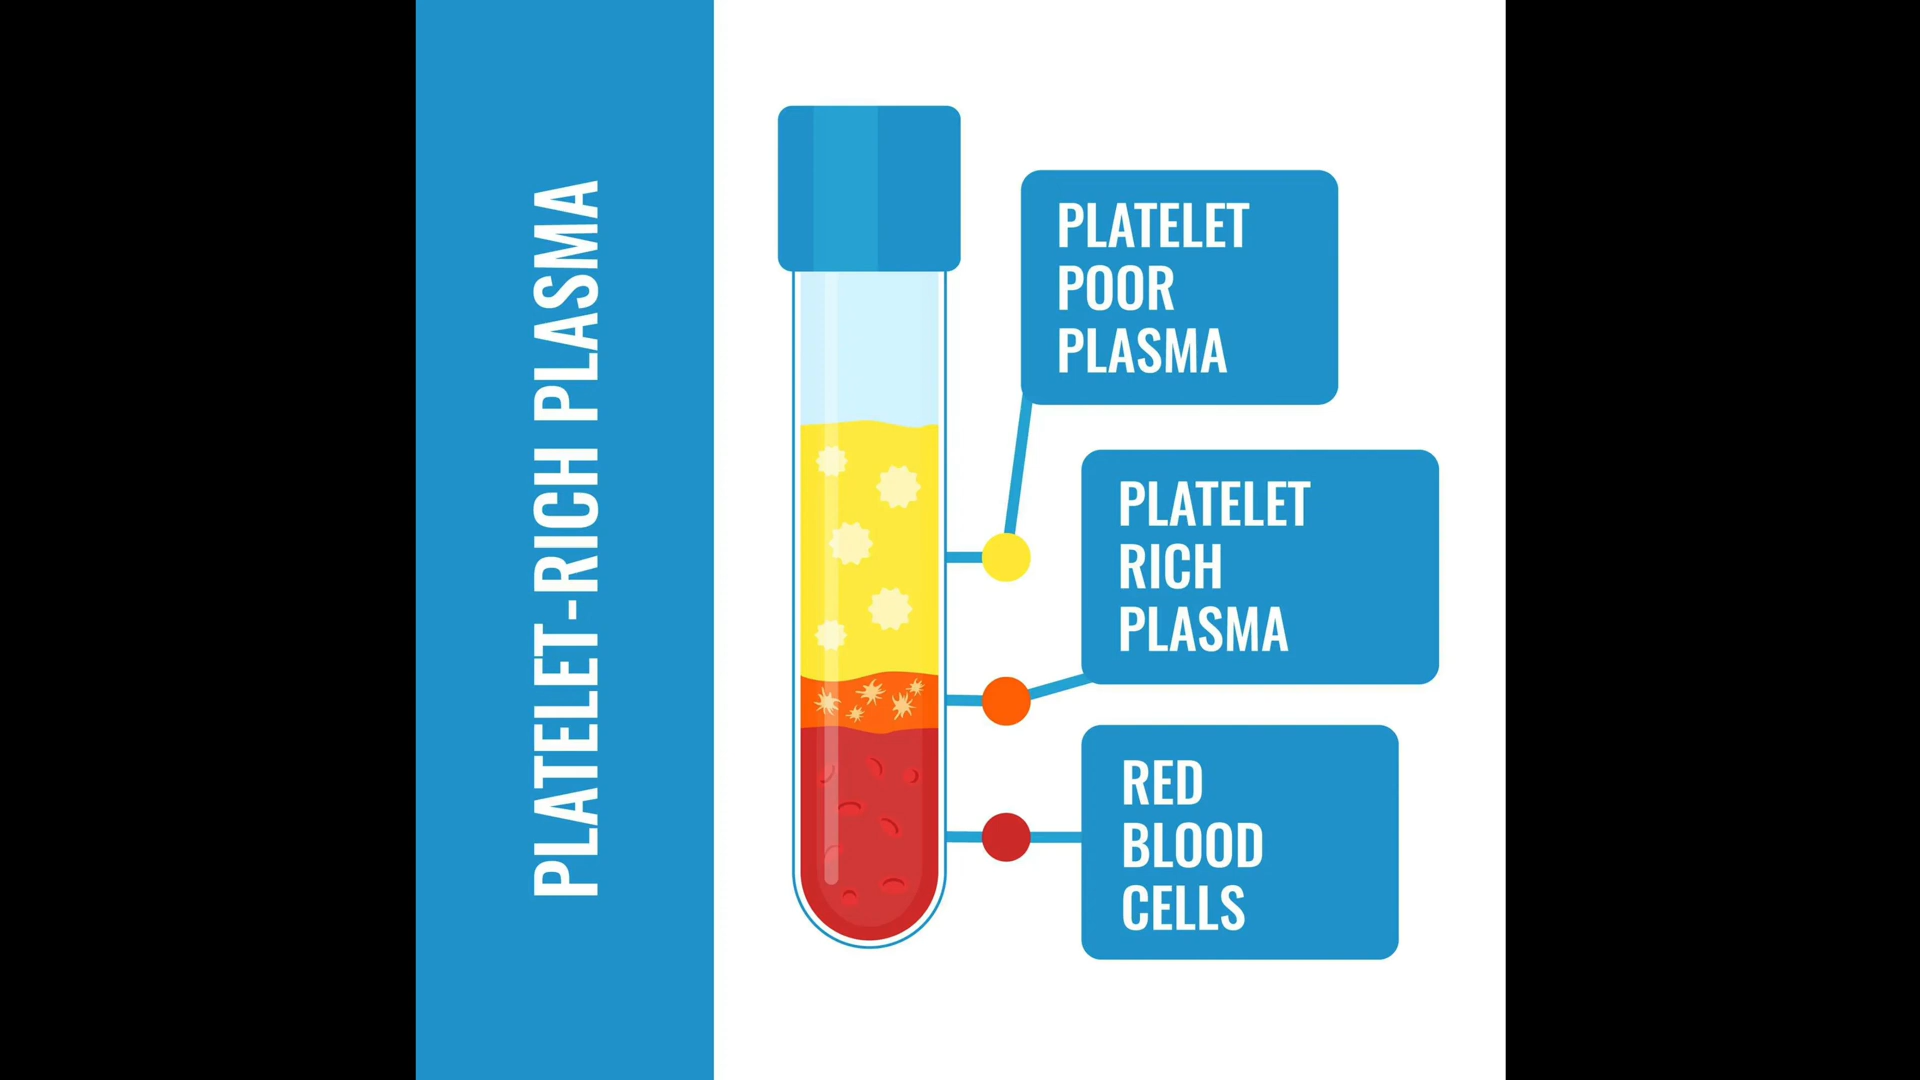 PLATELET-RICH PLASMA
PLATELET
POOR
PLASMA
PLATELET
RICH
PLASMA
RED
BLOOD
CELLS